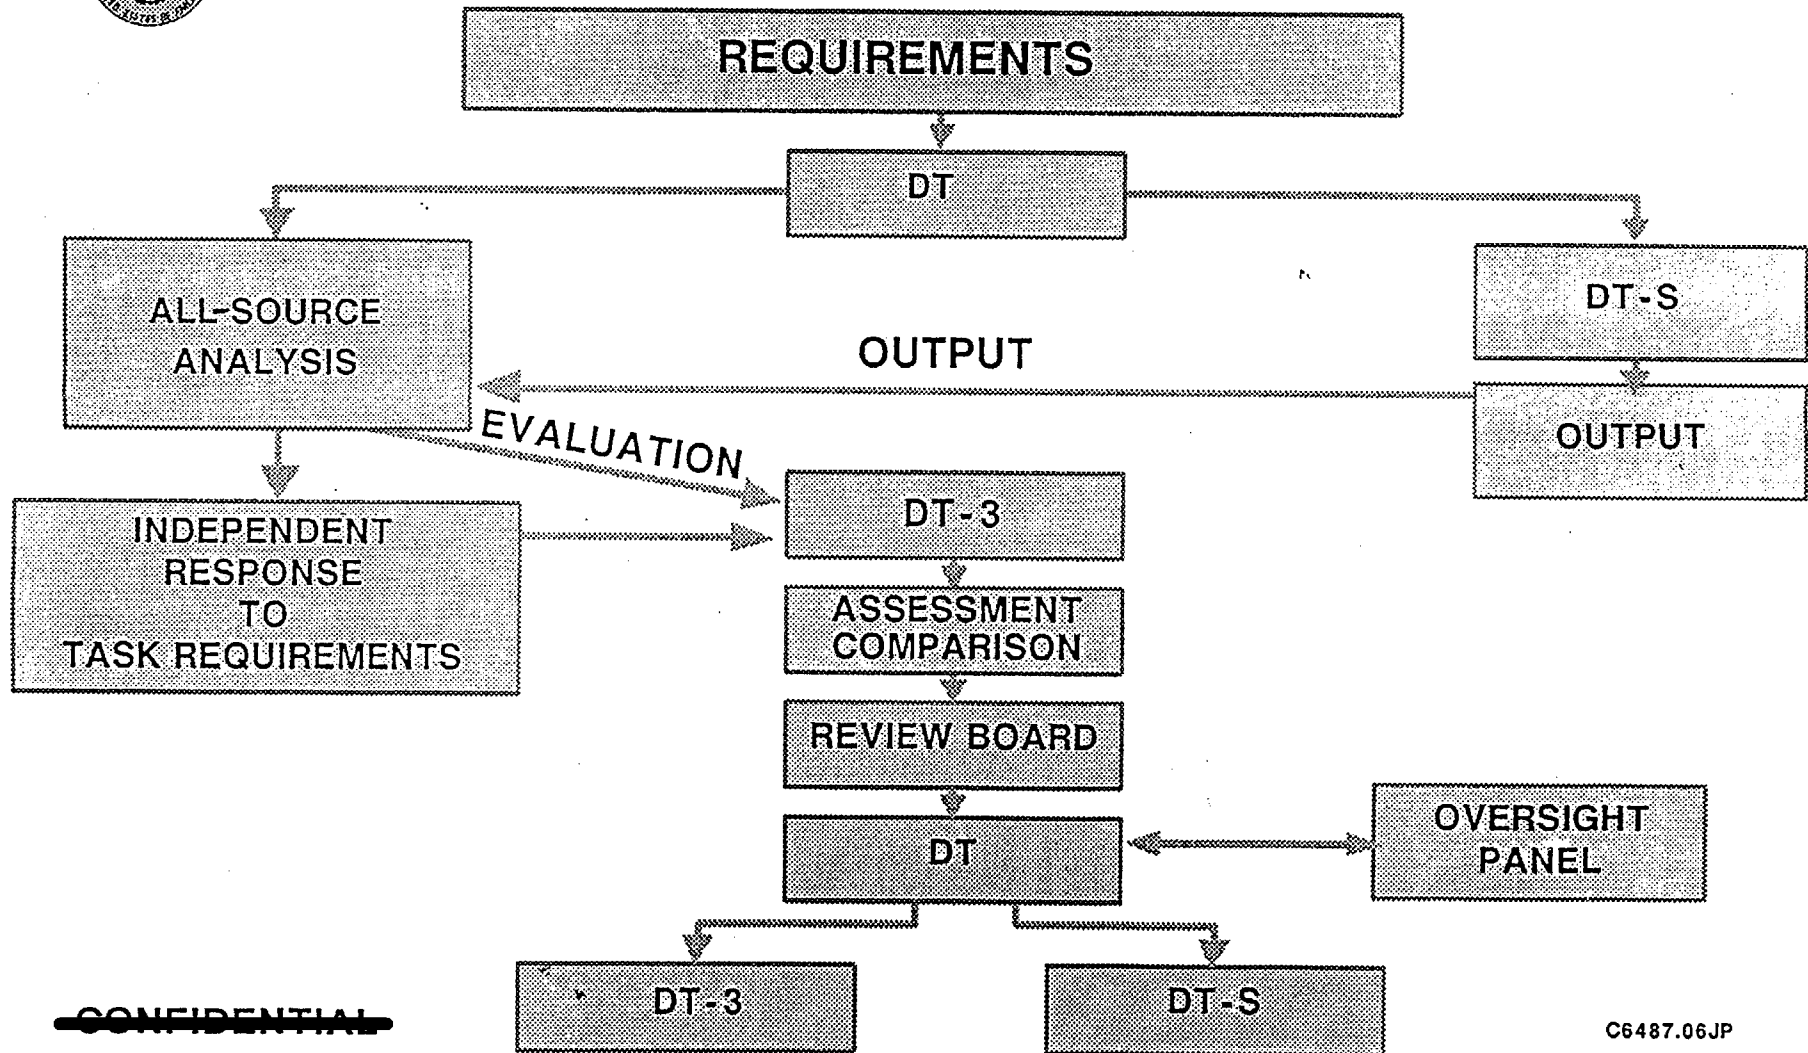 REQUIREMENTS
DT
ALL-SOURCE
ANALYSIS
DT-S
OUTPUT
OUTPUT
EVALUATION
INDEPENDENT
RESPONSE
TO
TASK REQUIREMENTS
DT-3
ASSESSMENT
COMPARISON
REVIEW BOARD
DT
OVERSIGHT
PANEL
DT-3
DT-S
CONFIDENTIAL
C6487.06JP